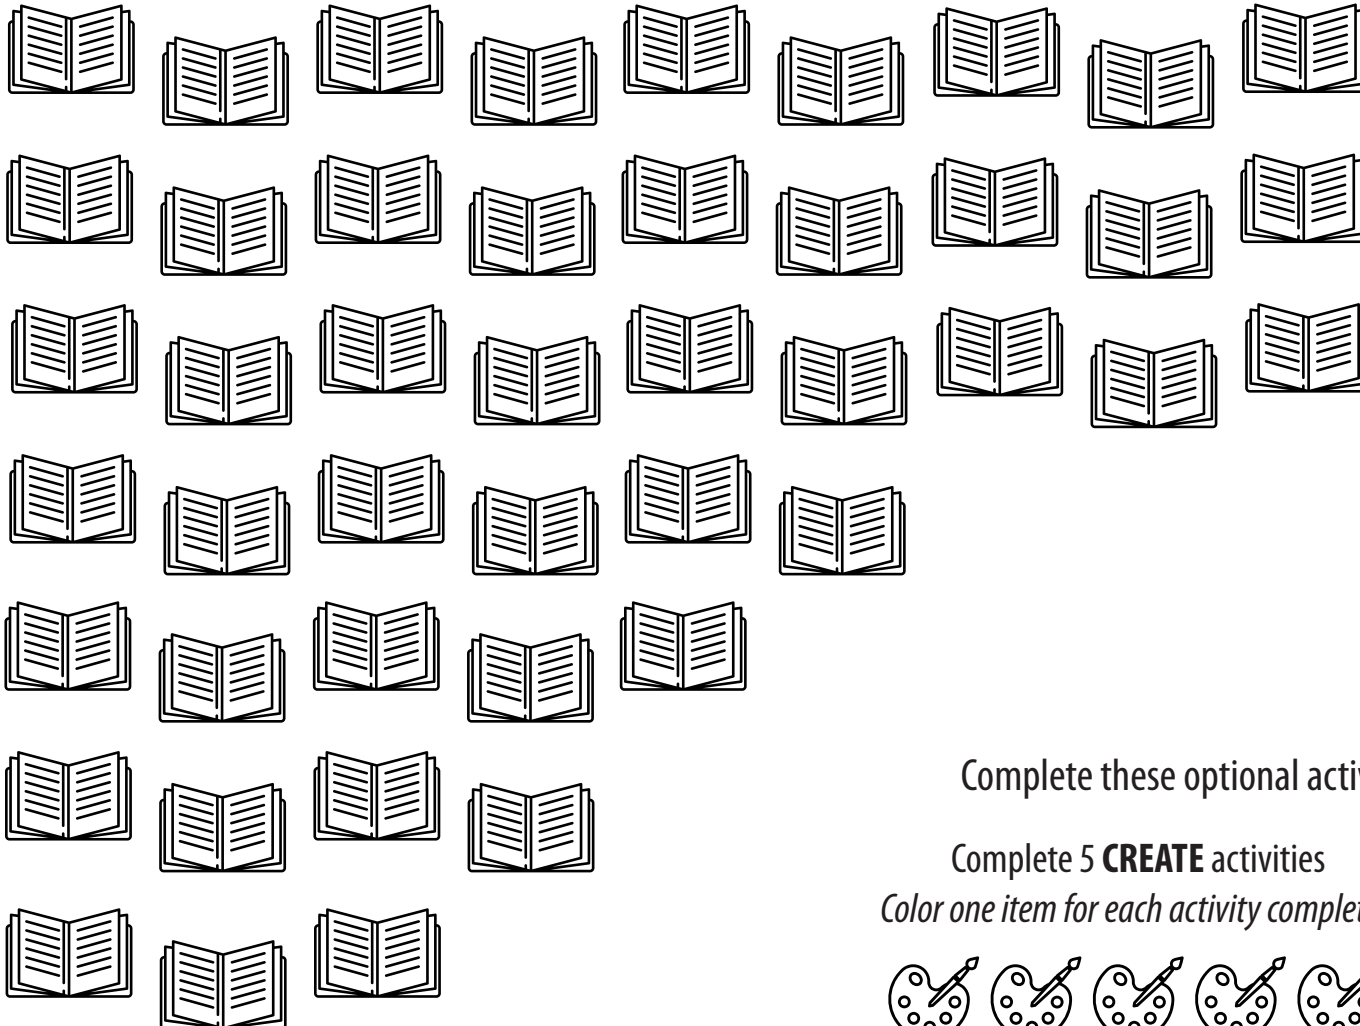 Complete these optional
Complete 5 CREATE activities
Color one item for each activity